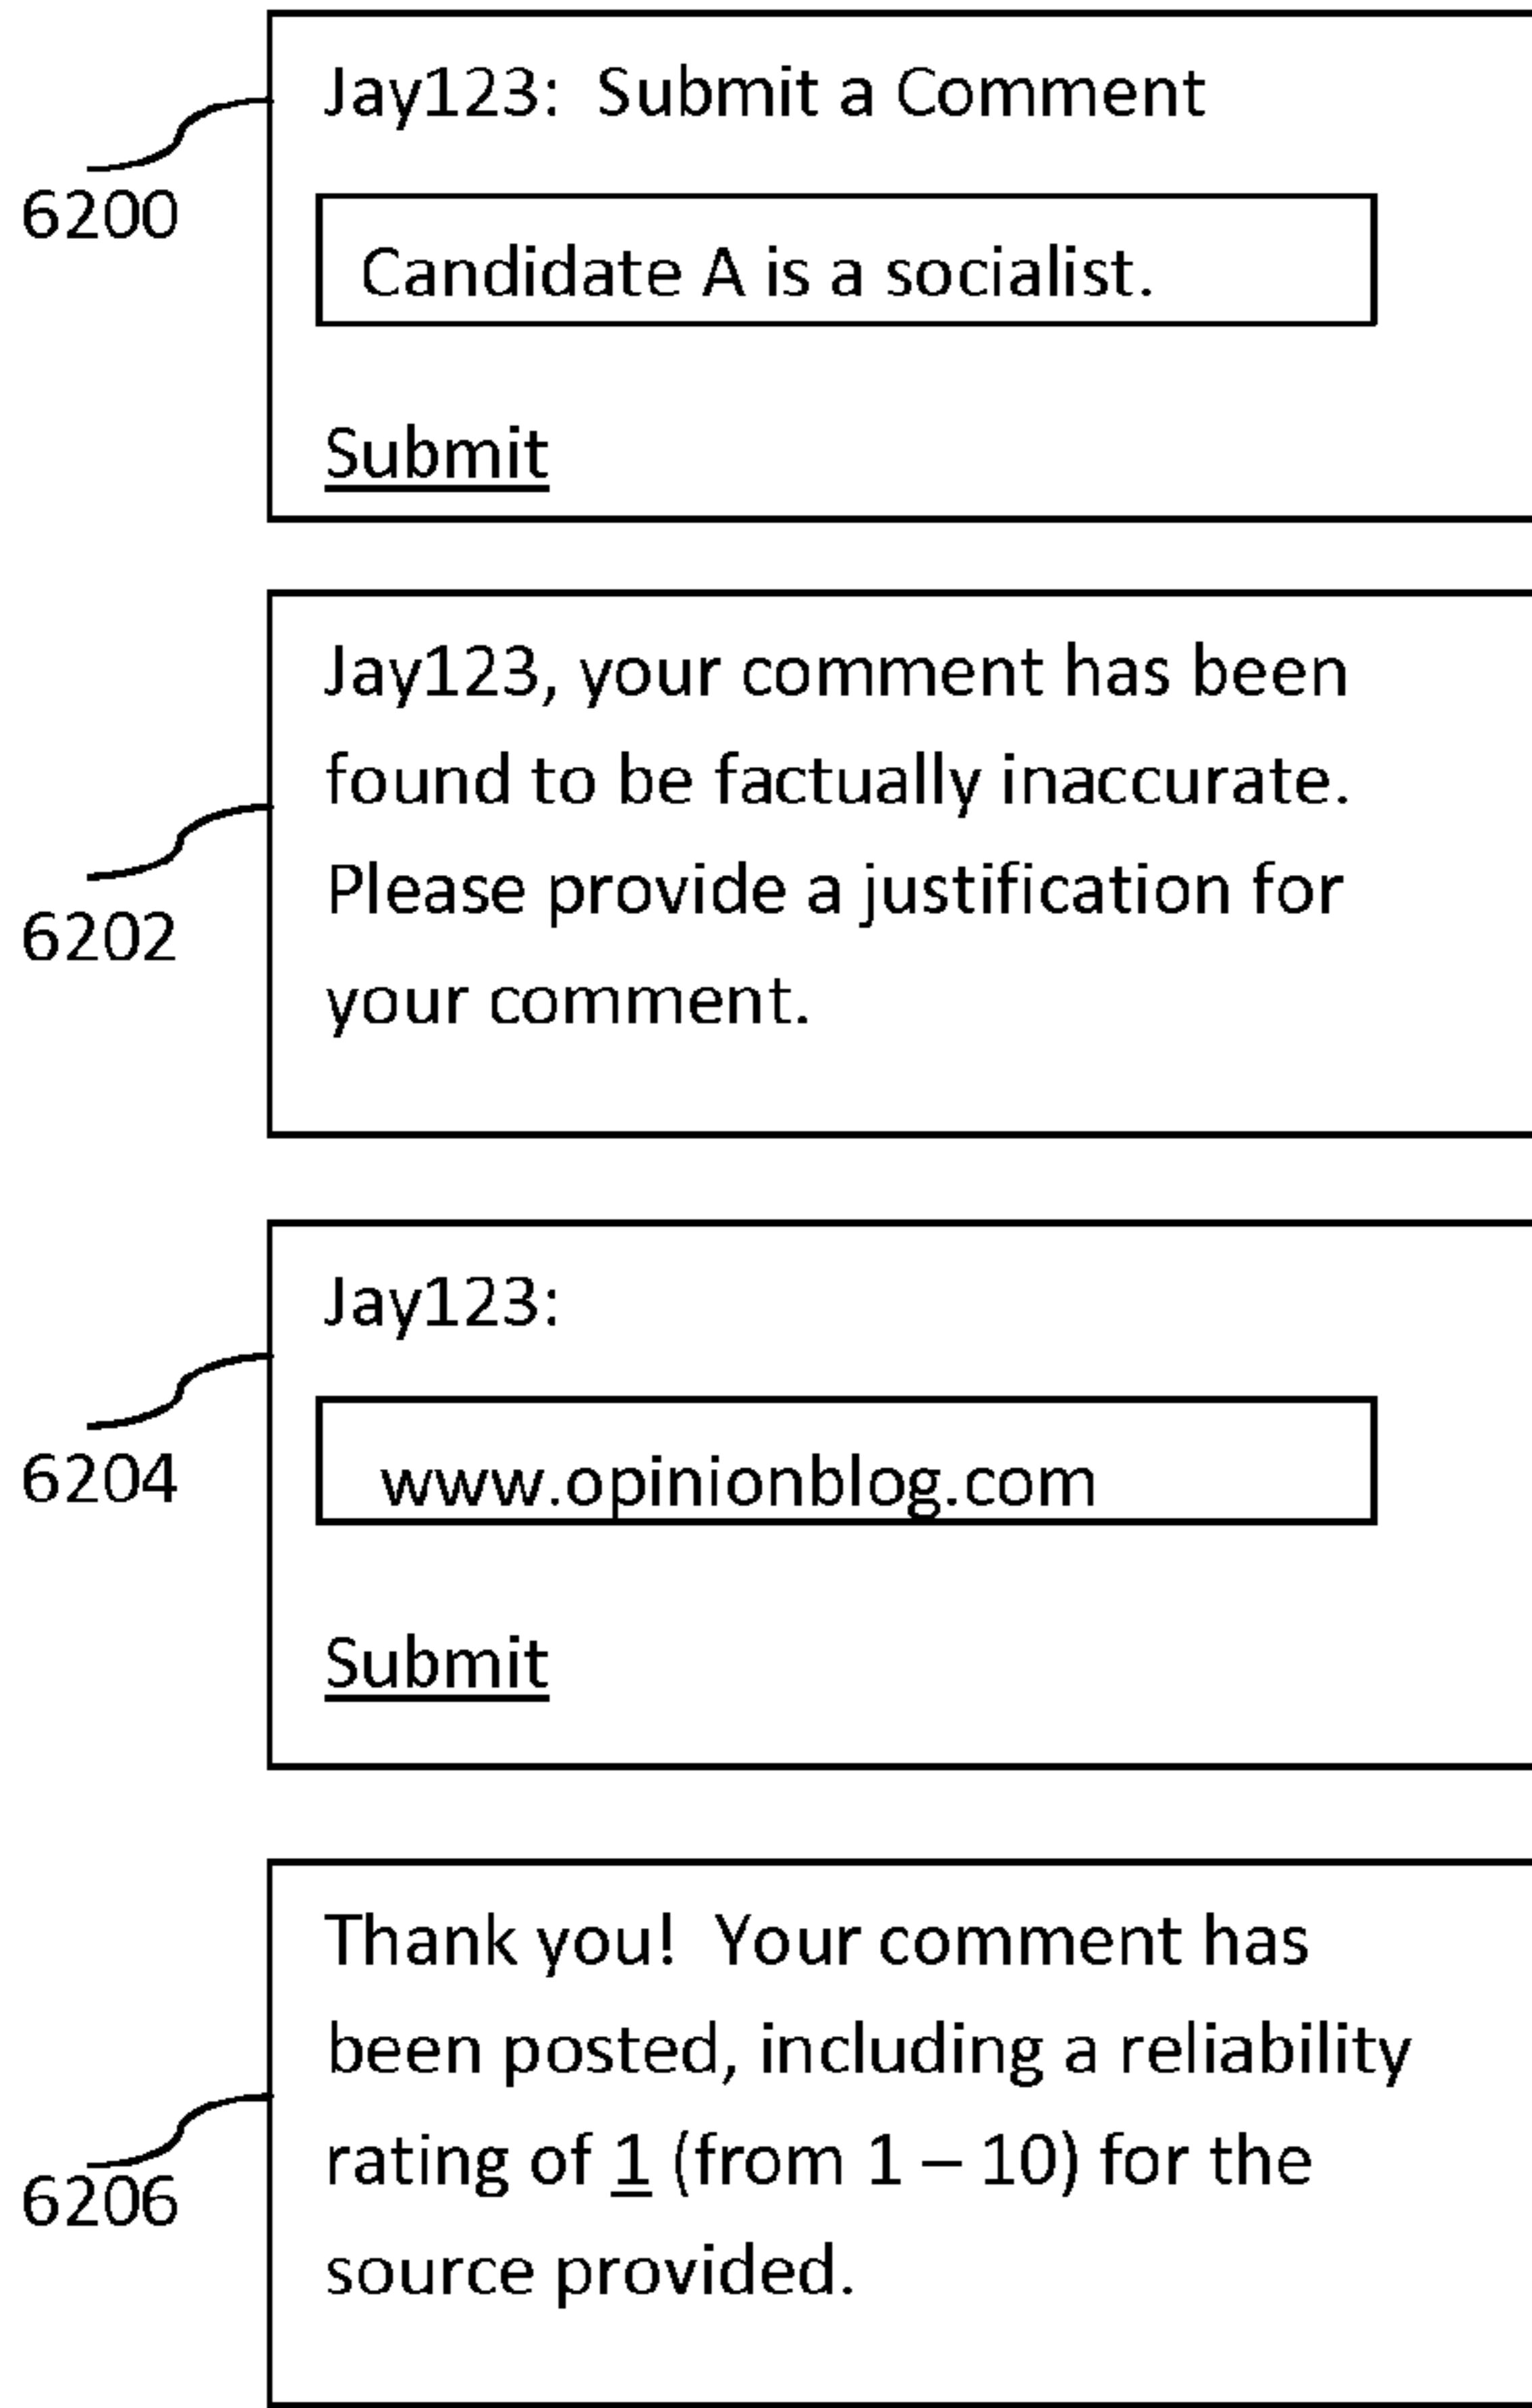 Jay123:  Submit a Comment
6200
Candidate A is a socialist.
Submit
Jay123, your comment has been
found to be factually inaccurate.
Please provide a justification for
6202
your comment.
Jay123:
6204
www.opinionblog.com
Submit
Thank you!  Your comment has
been posted, including a reliability
rating of 1 (from 1 – 10) for the
6206
source provided.